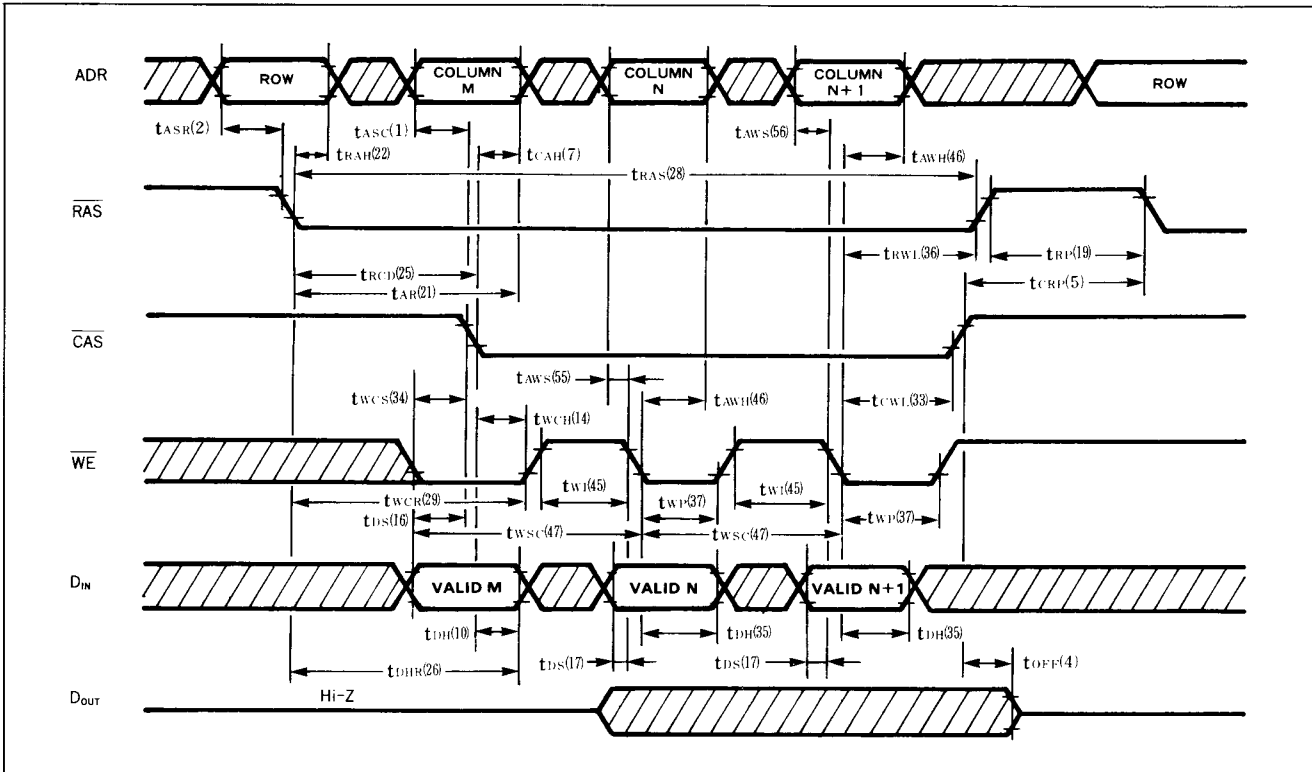 ADR
ROW
COLUMN M
COLUMN N
COLUMN N+1
ROW
tASR(2)
tASC(1)
tAWS(56)
tRAH(22)
tCAH(7)
tAWH(46)
tRAS(28)
RAS
tRWL(36)
tRP(19)
tRCD(25)
tCRP(5)
tAR(21)
CAS
tAWS(55)
tWCS(34)
tAWH(46)
tCWL(33)
tWCH(14)
WE
tWCR(29)
tWI(45)
tWP(37)
tWI(45)
tWP(37)
tDS(16)
tWSC(47)
tWSC(47)
DIN
VALID M
VALID N
VALID N+1
tDH(10)
tDH(35)
tDH(35)
tDHR(26)
tDS(17)
tDS(17)
tOFF(4)
DOUT
Hi-Z